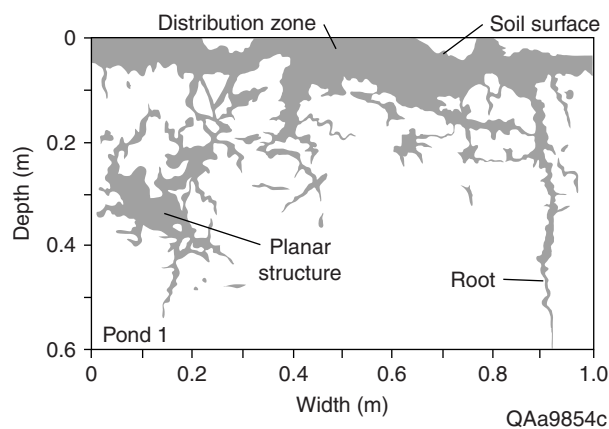 Distribution zone
Soil surface
0
0.2
0.4
0.6
Depth (m)
Planar
structure
Root
Pond 1
0 0.2 0.4 0.6 0.8 1.0
Width (m)
QAa9854c